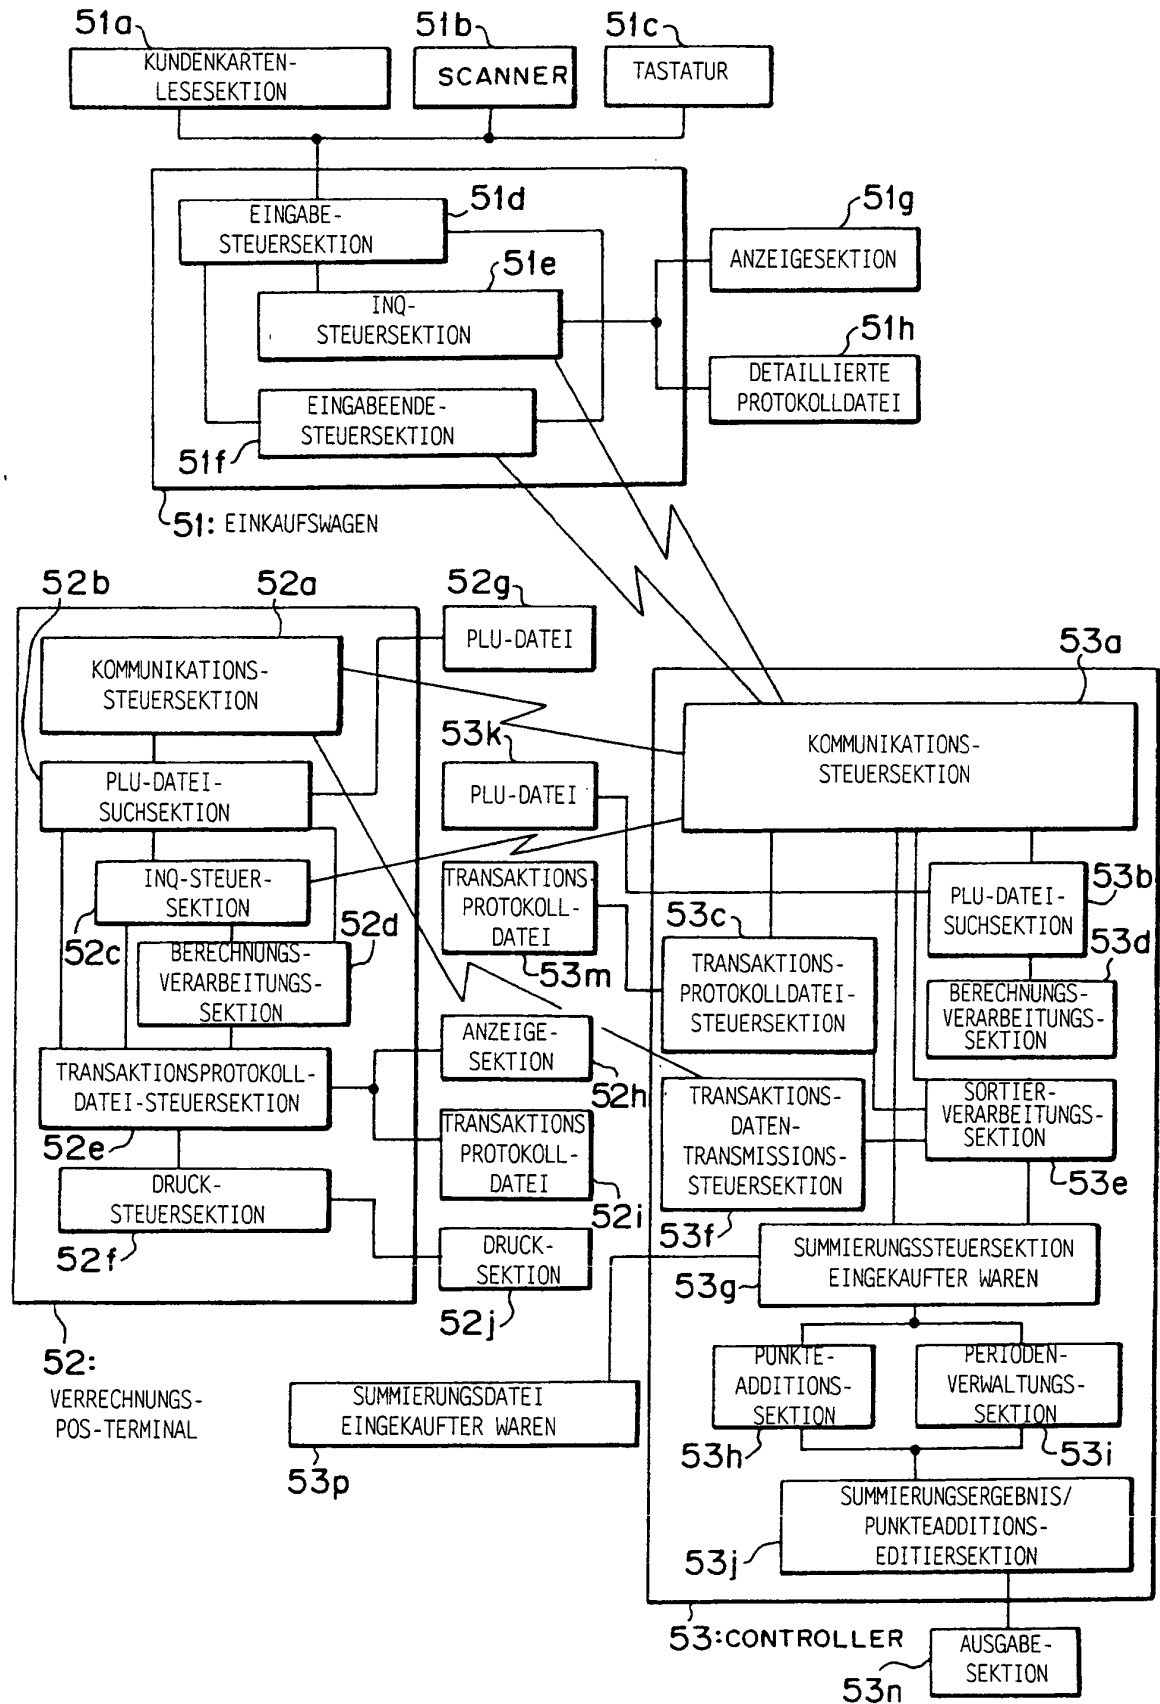 51a
KUNDENKARTEN-
LESESEKTION
51b
SCANNER
51c
TASTATUR
51d
EINGABE-
STEUERSEKTION
51e
INQ-
STEUERSEKTION
EINGABEENDE-
STEUERSEKTION
51f
51g
ANZEIGESEKTION
51h
DETAILLIERTE
PROTOKOLLDATEI
51: EINKAUFSWAGEN
52b
52a
KOMMUNIKATIONS-
STEUERSEKTION
PLU-DATEI-
SUCHSEKTION
INQ-STEUER-
SEKTION
52c
52d
BERECHNUNGS-
VERARBEITUNGS-
SEKTION
TRANSAKTIONSPROTOKOLL-
DATEI-STEUERSEKTION
52e
DRUCK-
STEUERSEKTION
52f
52:
VERRECHNUNGS-
POS-TERMINAL
52g
PLU-DATEI
53k
PLU-DATEI
TRANSAKTIONS-
PROTOKOLL-
DATEI
53m
ANZEIGE-
SEKTION
52h
TRANSAKTIONS
PROTOKOLL-
DATEI
52i
DRUCK-
SEKTION
52j
SUMMIERUNGSDATEI
EINGEKAUFTER WAREN
53p
53a
KOMMUNIKATIONS-
STEUERSEKTION
53b
PLU-DATEI-
SUCHSEKTION
53c
TRANSAKTIONS-
PROTOKOLLDATEI-
STEUERSEKTION
53d
BERECHNUNGS-
VERARBEITUNGS-
SEKTION
SORTIER-
VERARBEITUNGS-
SEKTION
53e
TRANSAKTIONS-
DATEN-
TRANSMISSIONS-
STEUERSEKTION
53f
SUMMIERUNGSSTEUERSEKTION
EINGEKAUFTER WAREN
53g
PUNKTE-
ADDITIONS-
SEKTION
53h
PERIODEN-
VERWALTUNGS-
SEKTION
53i
SUMMIERUNGSERGEBNIS/
PUNKTEADDITIONS-
EDITIERSEKTION
53j
53:CONTROLLER
AUSGABE-
SEKTION
53n